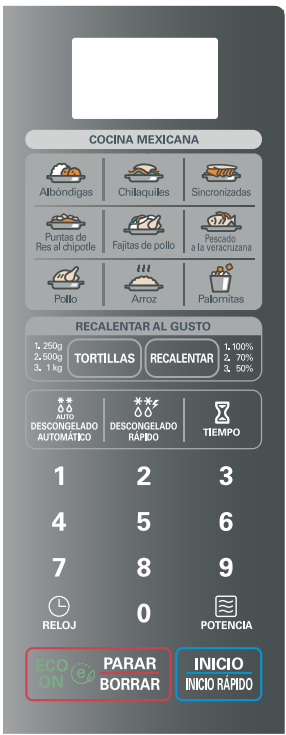 COCINA MEXICANA
Albóndigas
Chilaquiles
Sincronizadas
Puntas de
Res al chipotle
Fajitas de pollo
Pescado
a la veracruzana
Pollo
Arroz
Palomitas
RECALENTAR AL GUSTO
1. 250g
2. 500g
3. 1 kg
TORTILLAS
RECALENTAR
1. 100%
2. 70%
3. 50%
AUTO
DESCONGELADO
AUTOMÁTICO
DESCONGELADO
RÁPIDO
TIEMPO
1 2 3
4 5 6
7 8 9
RELOJ
0
POTENCIA
ECO
ON
e
PARAR
BORRAR
INICIO
INICIO RÁPIDO